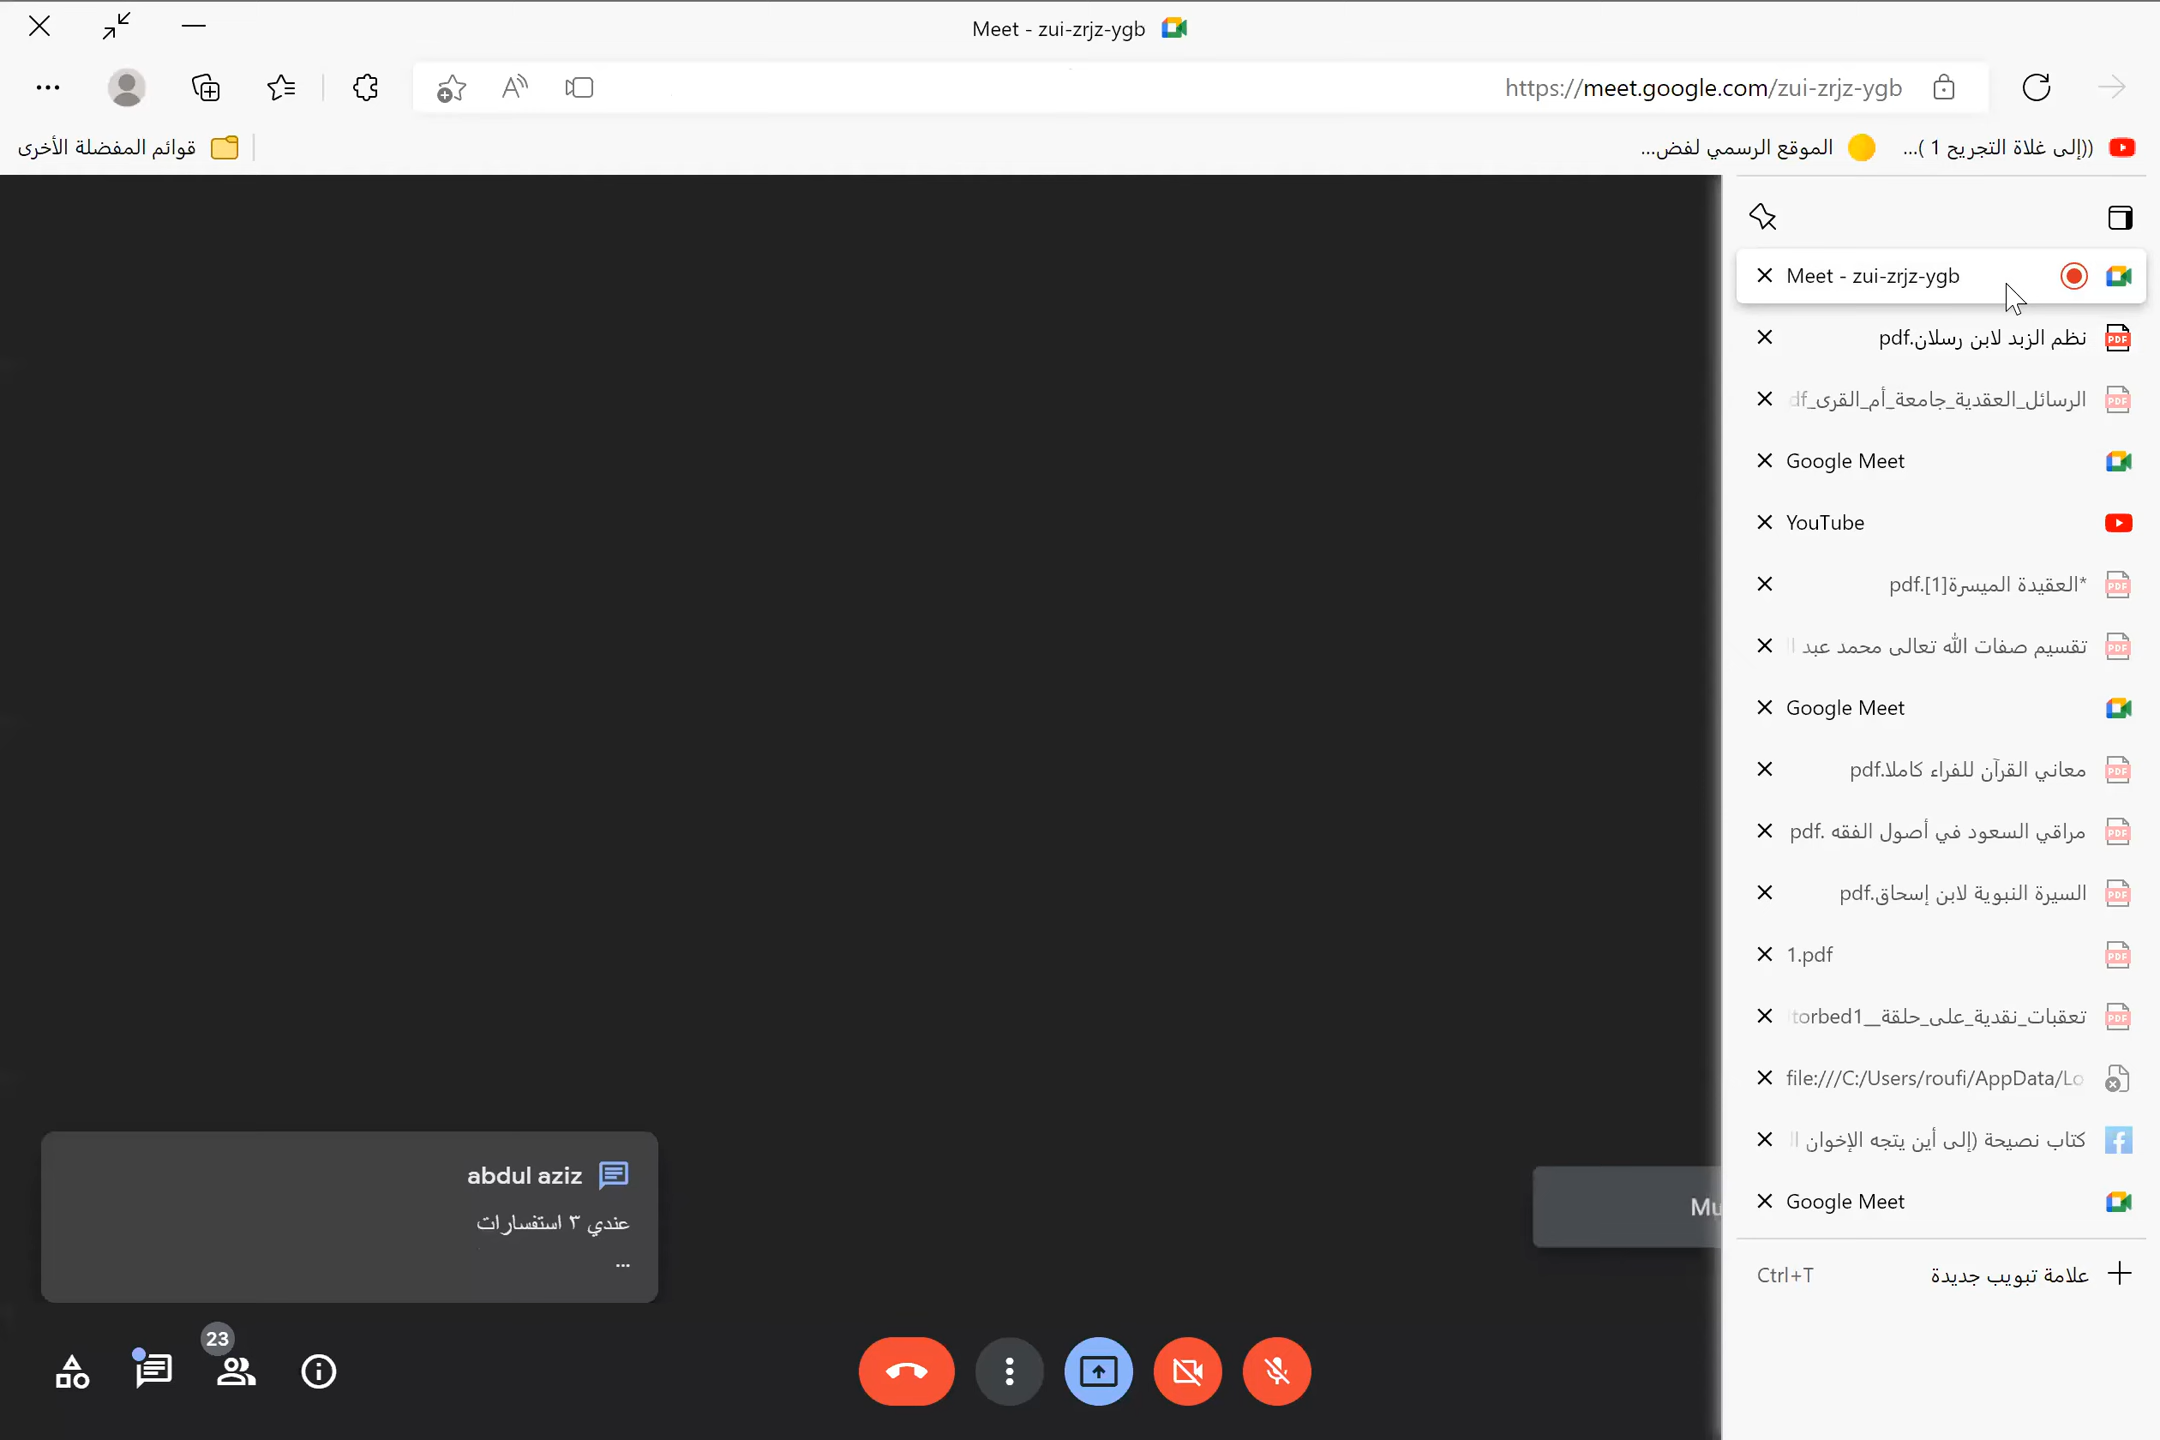 Meet - zui-zrjz-ygb
https://meet.google.com/zui-zrjz-ygb
((إلى غلاة التجريح 1 )...
الموقع الرسمي لفض...
قوائم المفضلة الأخرى
Meet - zui-zrjz-ygb
نظم الزبد لابن رسلان.pdf
الرسائل_العقدية_جامعة_أم_القرى_df
Google Meet
YouTube
*العقيدة الميسرة[1].pdf
تقسيم صفات الله تعالى محمد عبد ا
Google Meet
معاني القرآن للفراء كاملا.pdf
مراقي السعود في أصول الفقه .pdf
السيرة النبوية لابن إسحاق.pdf
1.pdf
تعقبات_نقدية_على_حلقة__torbed1
file:///C:/Users/roufi/AppData/Lo
كتاب نصيحة (إلى أين يتجه الإخوان ا
Google Meet
علامة تبويب جديدة Ctrl+T
abdul aziz
عندي ٣ استفسارات
...
Mu
23